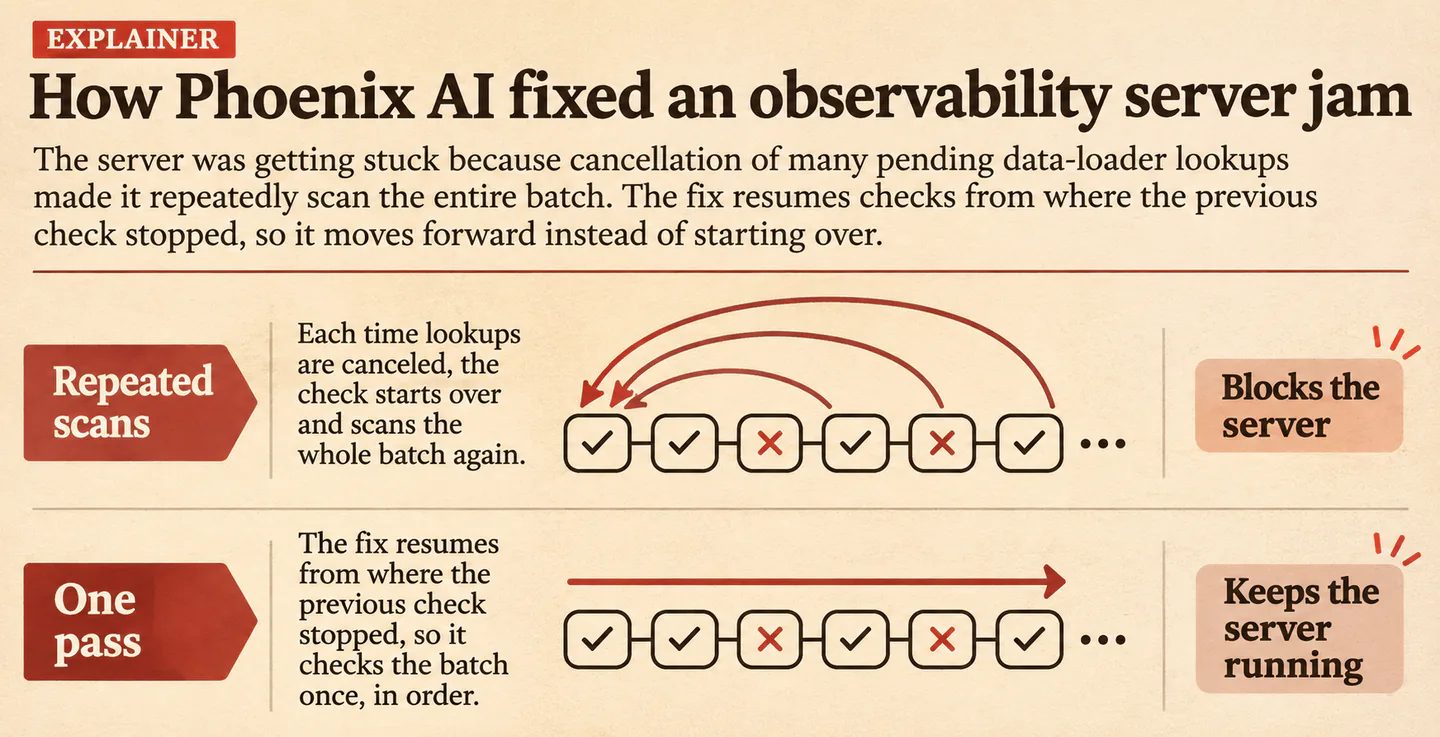 EXPLAINER
How Phoenix AI fixed an observability server jam
The server was getting stuck because cancellation of many pending data-loader lookups
made it repeatedly scan the entire batch. The fix resumes checks from where the previous
check stopped, so it moves forward instead of starting over.
Repeated
scans
Each time lookups
are canceled, the
check starts over
and scans the
whole batch again.
Blocks the
server
One
pass
The fix resumes
from where the
previous check
stopped, so it
checks the batch
once, in order.
Keeps the
server
running